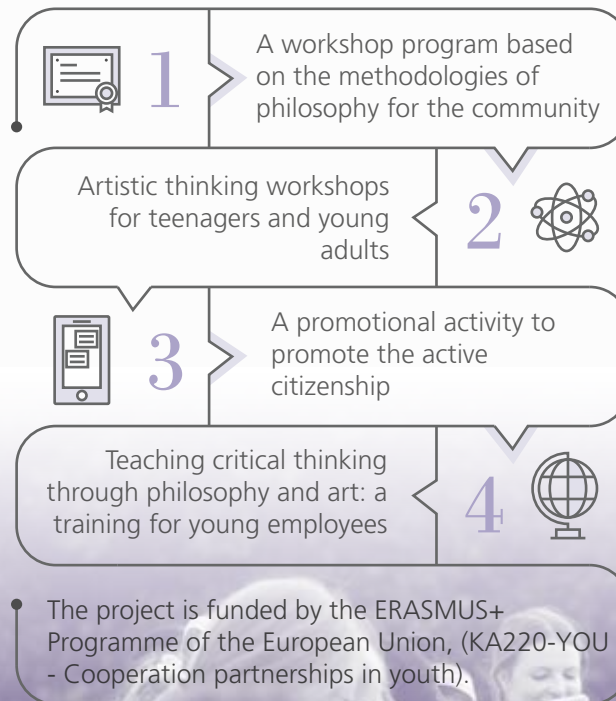 1
A workshop program based
on the methodologies of
philosophy for the community
Artistic thinking workshops
for teenagers and young
adults
2
3
A promotional activity to
promote the active
citizenship
Teaching critical thinking
through philosophy and art: a
training for young employees
4
The project is funded by the ERASMUS+
Programme of the European Union, (KA220-YOU
- Cooperation partnerships in youth).